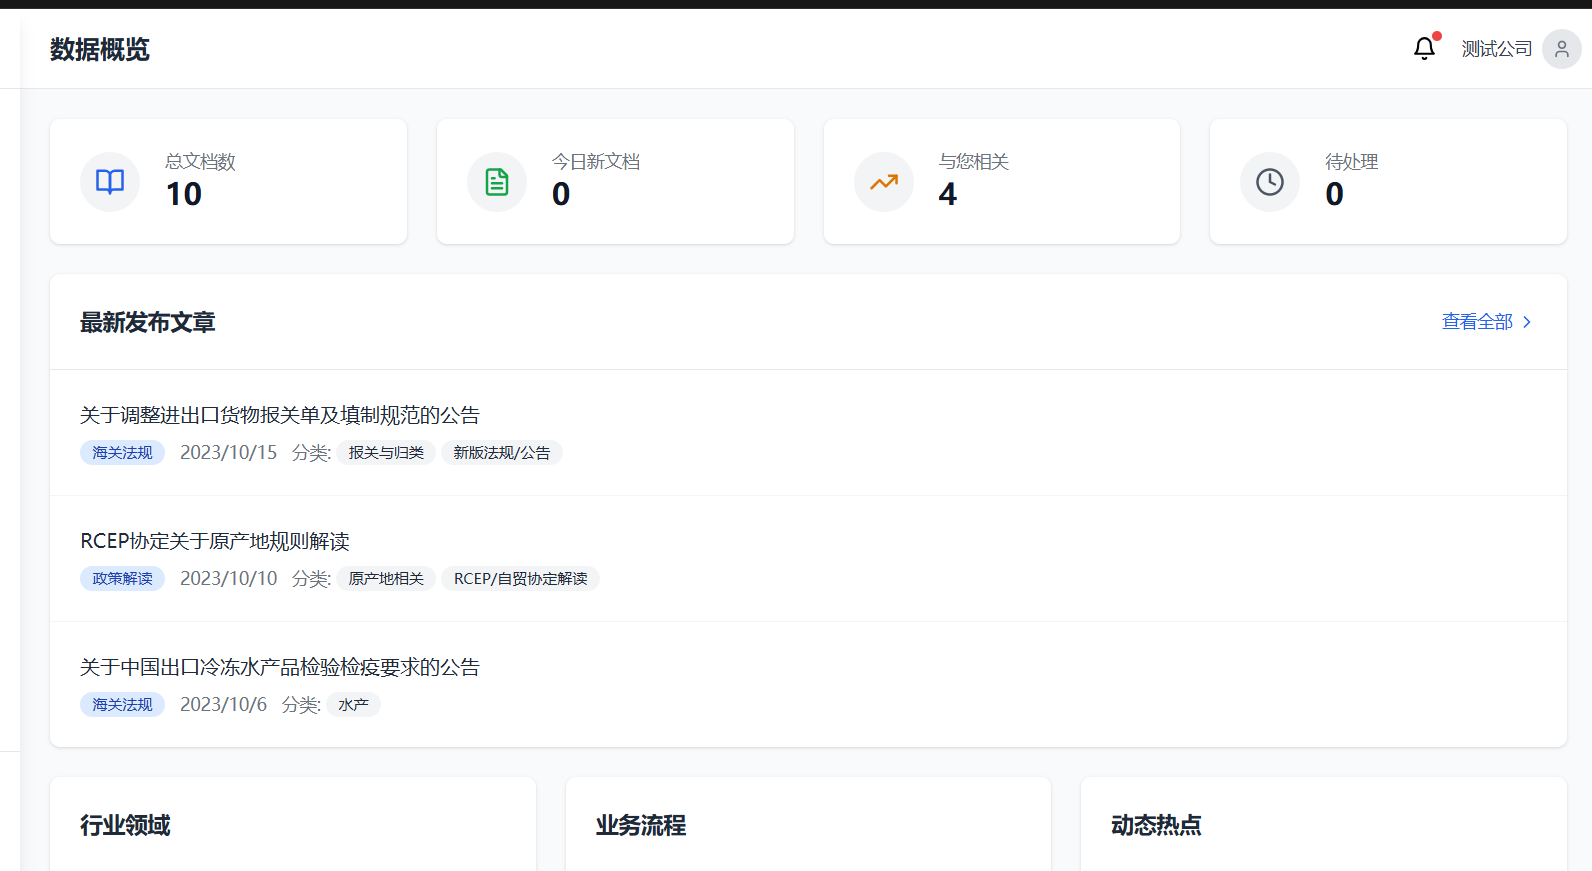 数据概览
测试公司
总文档数
10
今日新文档
0
与您相关
4
待处理
0
最新发布文章
查看全部
关于调整进出口货物报关单及填制规范的公告
海关法规 2023/10/15 分类: 报关与归类 新版法规/公告
RCEP协定关于原产地规则解读
政策解读 2023/10/10 分类: 原产地相关 RCEP/自贸协定解读
关于中国出口冷冻水产品检验检疫要求的公告
海关法规 2023/10/6 分类: 水产
行业领域
业务流程
动态热点